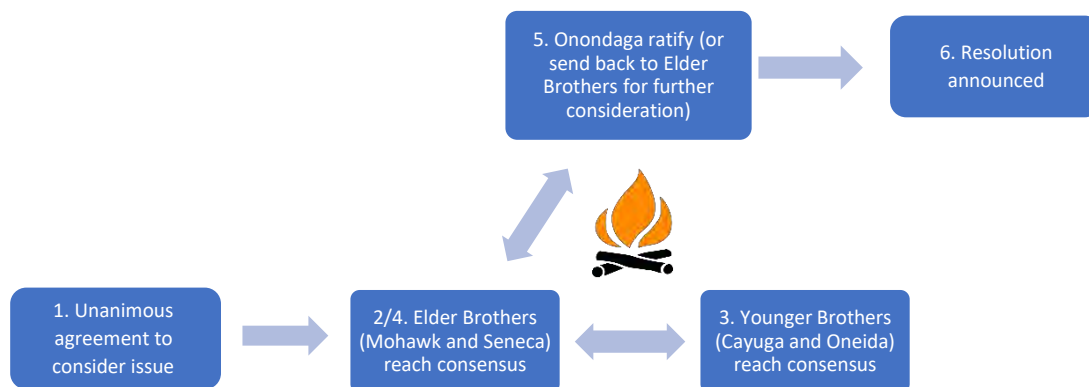 5. Onondaga ratify (or
send back to Elder
Brothers for further
consideration)
6. Resolution
announced
1. Unanimous
agreement to
consider issue
2/4. Elder Brothers
(Mohawk and Seneca)
reach consensus
3. Younger Brothers
(Cayuga and Oneida)
reach consensus